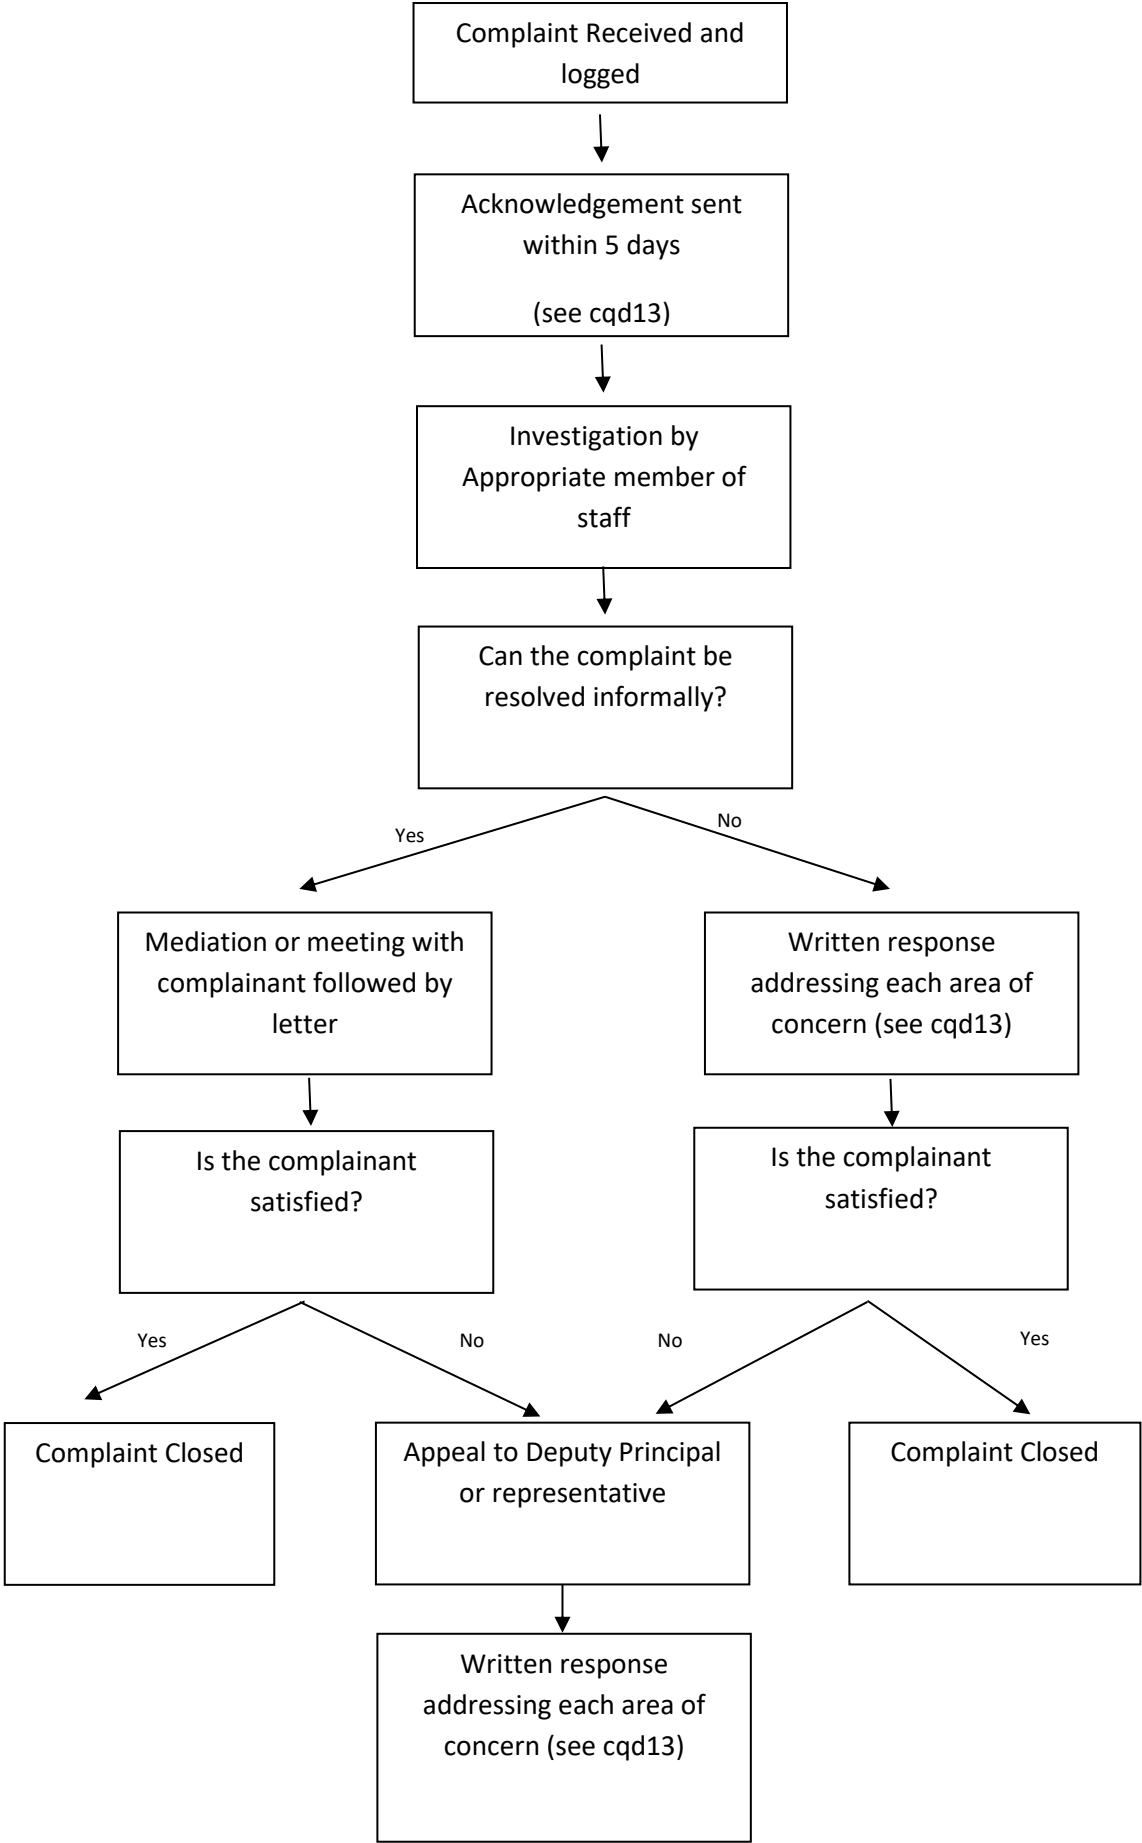 Complaint Received and
logged
Acknowledgement sent
within 5 days
(see cqd13)
Investigation by
Appropriate member of
staff
Can the complaint be
resolved informally?
Yes
No
Mediation or meeting with
complainant followed by
letter
Written response
addressing each area of
concern (see cqd13)
Is the complainant
satisfied?
Is the complainant
satisfied?
Yes
No
No
Yes
Complaint Closed
Appeal to Deputy Principal
or representative
Complaint Closed
Written response
addressing each area of
concern (see cqd13)